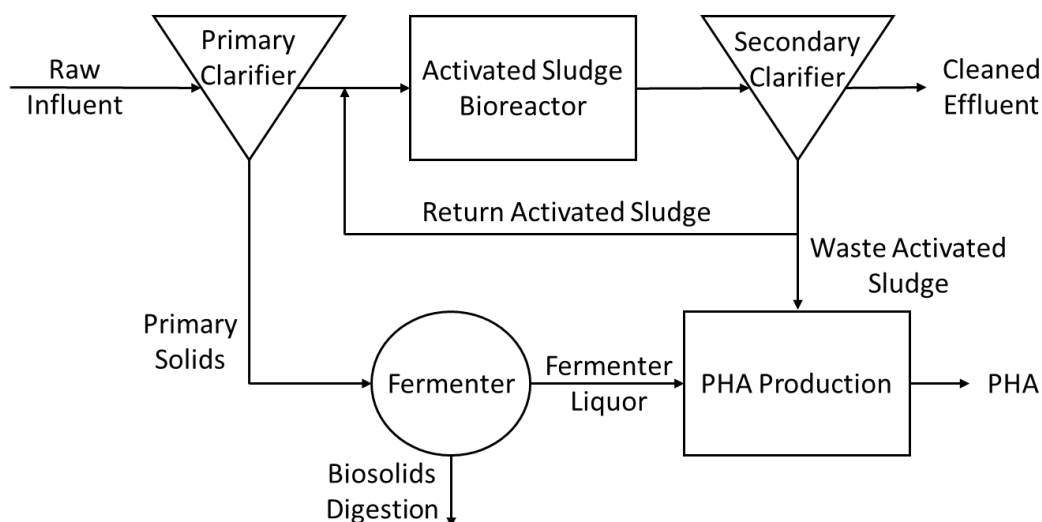 Raw
Influent
Primary
Clarifier
Activated Sludge
Bioreactor
Secondary
Clarifier
Cleaned
Effluent
Return Activated Sludge
Waste Activated
Sludge
Primary
Solids
Fermenter
Fermenter
Liquor
PHA Production
PHA
Biosolids
Digestion